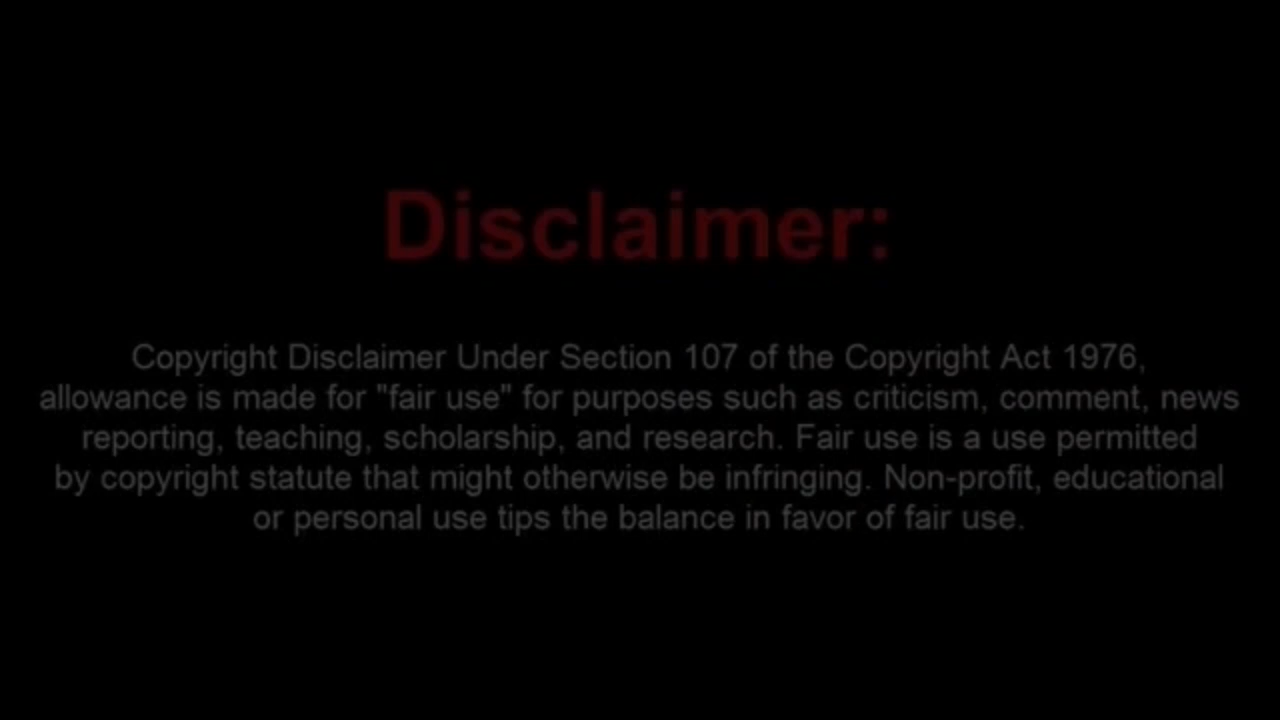 Disclaimer:
Copyright Disclaimer Under Section 107 of the Copyright Act 1976,
allowance is made for "fair use" for purposes such as criticism, comment, news
reporting, teaching, scholarship, and research. Fair use is a use permitted
by copyright statute that might otherwise be infringing. Non-profit, educational
or personal use tips the balance in favor of fair use.